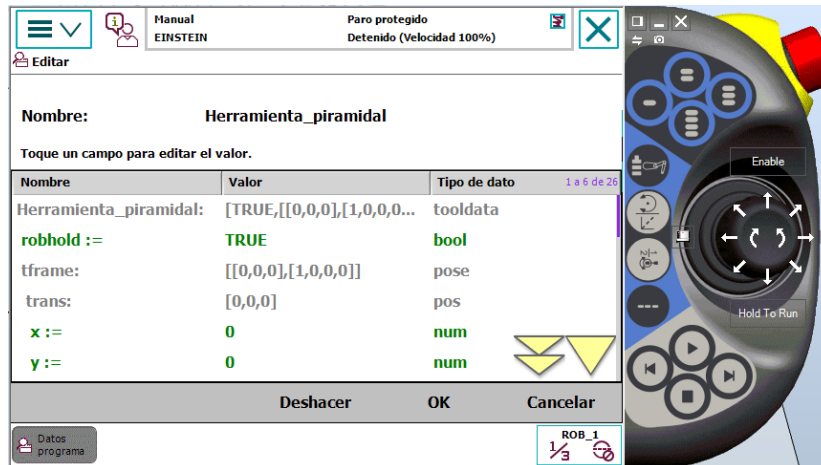 Manual
EINSTEIN
Paro protegido
Detenido (Velocidad 100%)
Editar
Nombre: Herramienta_piramidal
Toque un campo para editar el valor.
Nombre Valor Tipo de dato 1 a 6 de 26
Herramienta_piramidal: [TRUE,[[0,0,0],[1,0,0,0... tooldata
robhold := TRUE bool
tframe: [[0,0,0],[1,0,0,0]] pose
trans: [0,0,0] pos
x := 0 num
y := 0 num
Deshacer OK Cancelar
Datos
programa
ROB_1
1/3
Enable
Hold To Run